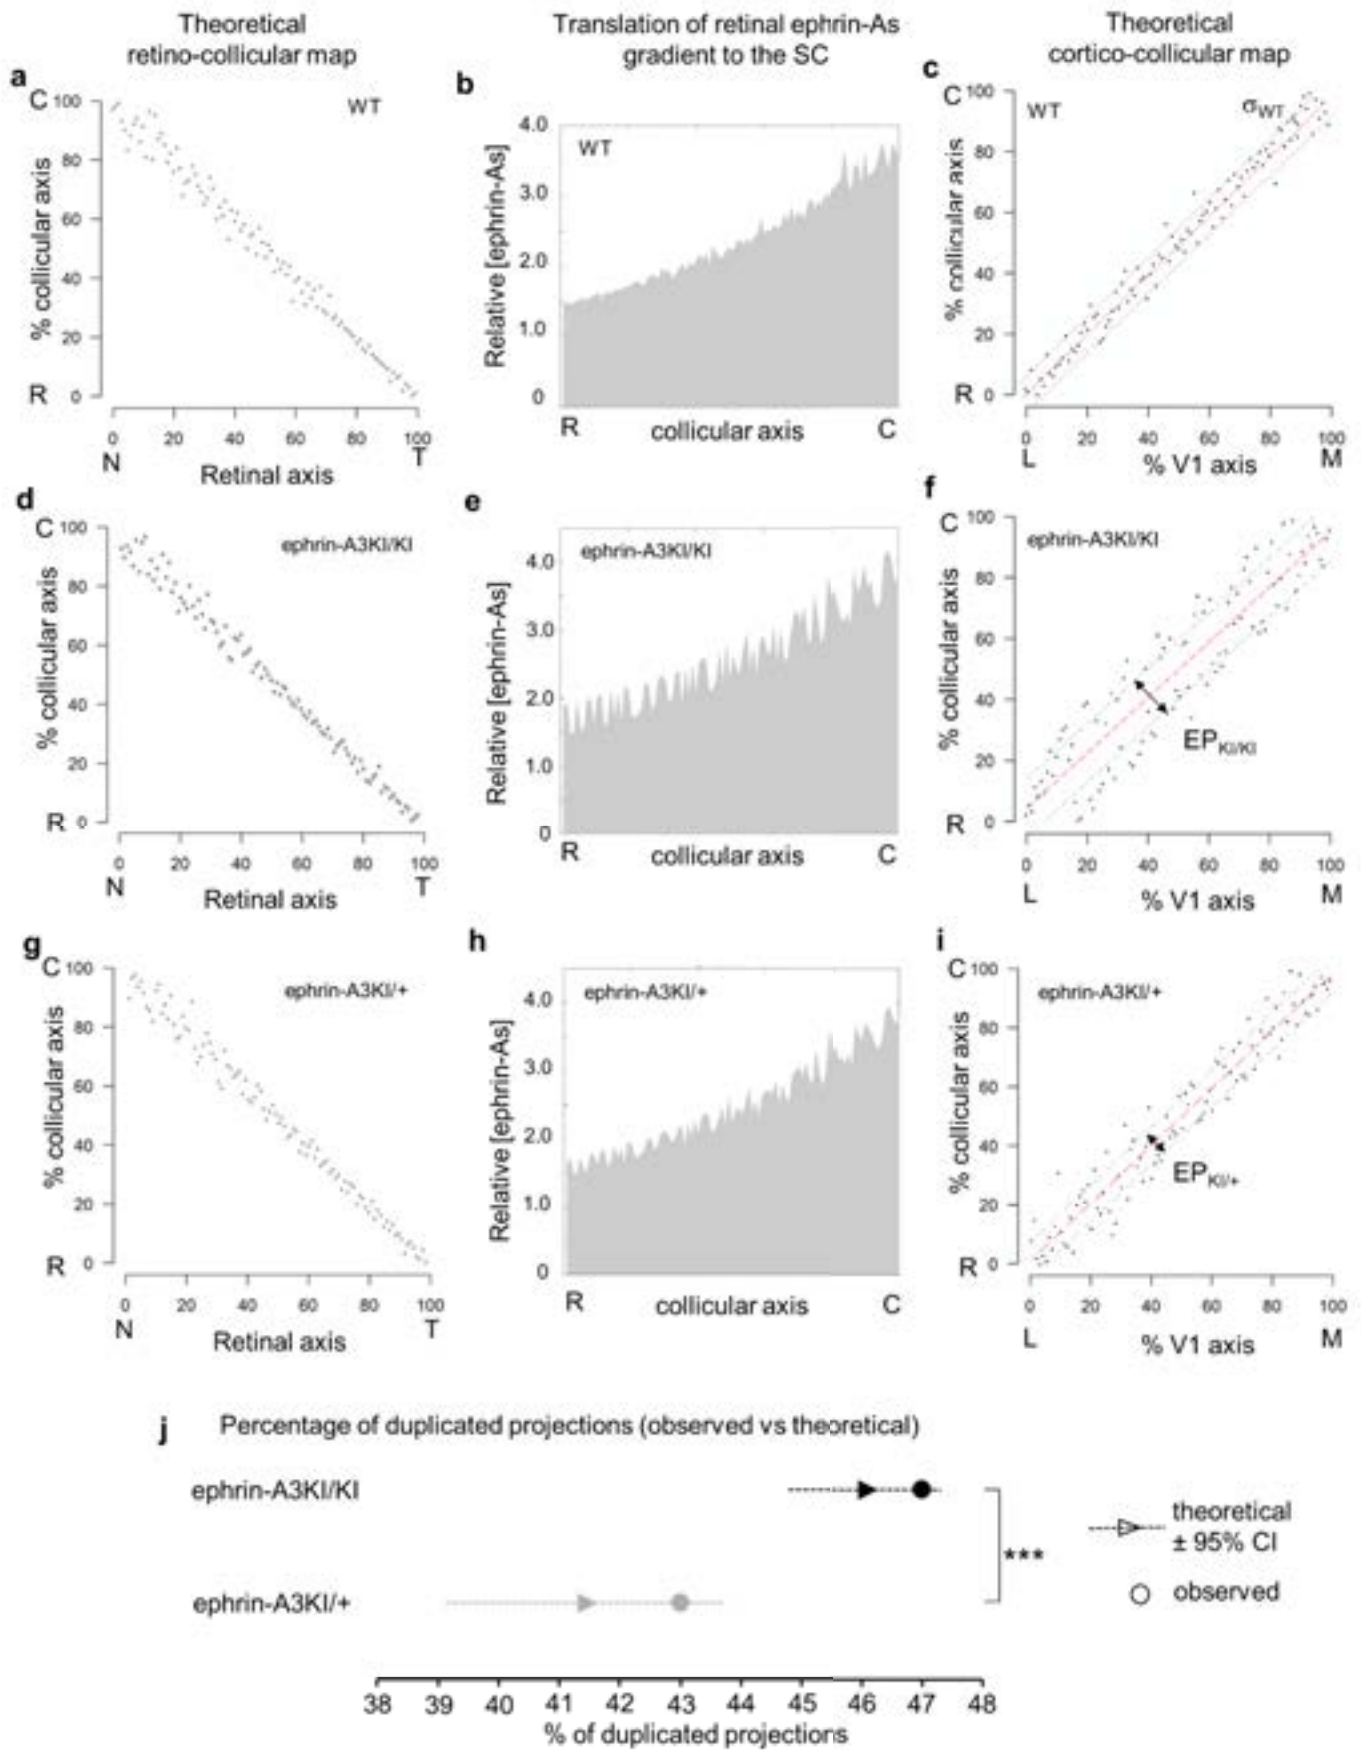 Theoretical
retino-collicular map
Translation of retinal ephrin-As
gradient to the SC
Theoretical
cortico-collicular map
a
C 100
80
60
40
20
R 0
% collicular axis
WT
0 20 40 60 80 100
N T
Retinal axis
b
4.0
3.0
2.0
1.0
0
Relative [ephrin-As]
WT
R collicular axis C
c
C 100
80
60
40
20
R 0
% collicular axis
WT σWT
0 20 40 60 80 100
L % V1 axis M
d
C 100
80
60
40
20
R 0
% collicular axis
ephrin-A3KI/KI
0 20 40 60 80 100
N T
Retinal axis
e
4.0
3.0
2.0
1.0
0
Relative [ephrin-As]
ephrin-A3KI/KI
R collicular axis C
f
C 100
80
60
40
20
R 0
% collicular axis
ephrin-A3KI/KI
EPKI/KI
0 20 40 60 80 100
L % V1 axis M
g
C 100
80
60
40
20
R 0
% collicular axis
ephrin-A3KI/+
0 20 40 60 80 100
N T
Retinal axis
h
4.0
3.0
2.0
1.0
0
Relative [ephrin-As]
ephrin-A3KI/+
R collicular axis C
i
C 100
80
60
40
20
R 0
% collicular axis
ephrin-A3KI/+
EPKI/+
0 20 40 60 80 100
L % V1 axis M
j Percentage of duplicated projections (observed vs theoretical)
ephrin-A3KI/KI
ephrin-A3KI/+
***
theoretical
± 95% CI
observed
38 39 40 41 42 43 44 45 46 47 48
% of duplicated projections